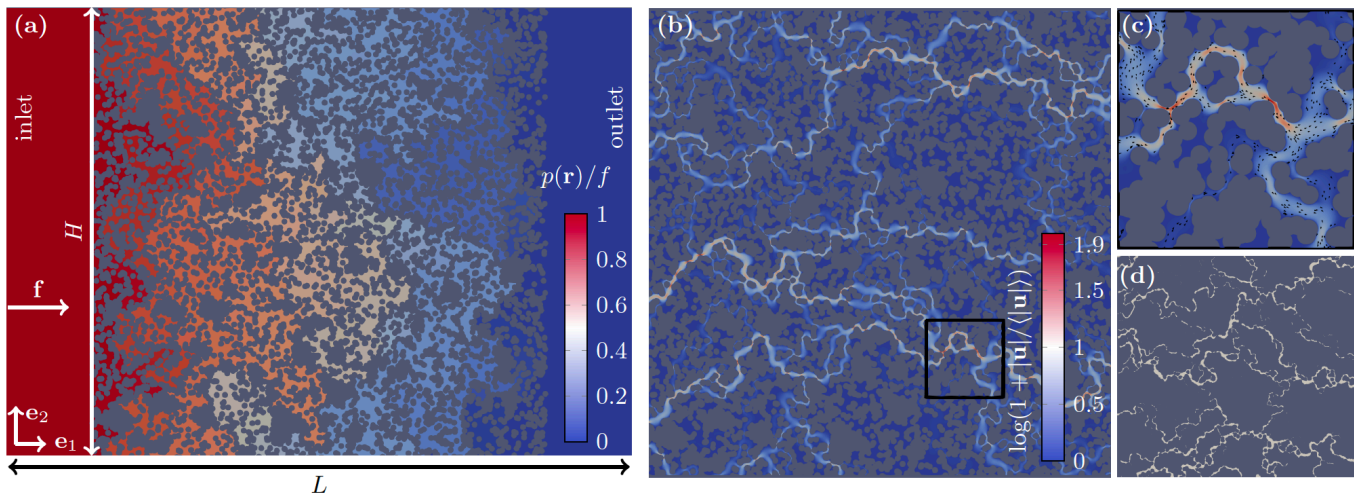 (a)
inlet
H
f
e₂
e₁
L
outlet
p(r)/f
1
0.8
0.6
0.4
0.2
0
(b)
log(1 + |u|/⟨|u|⟩)
1.9
1.5
1
0.5
0
(c)
(d)